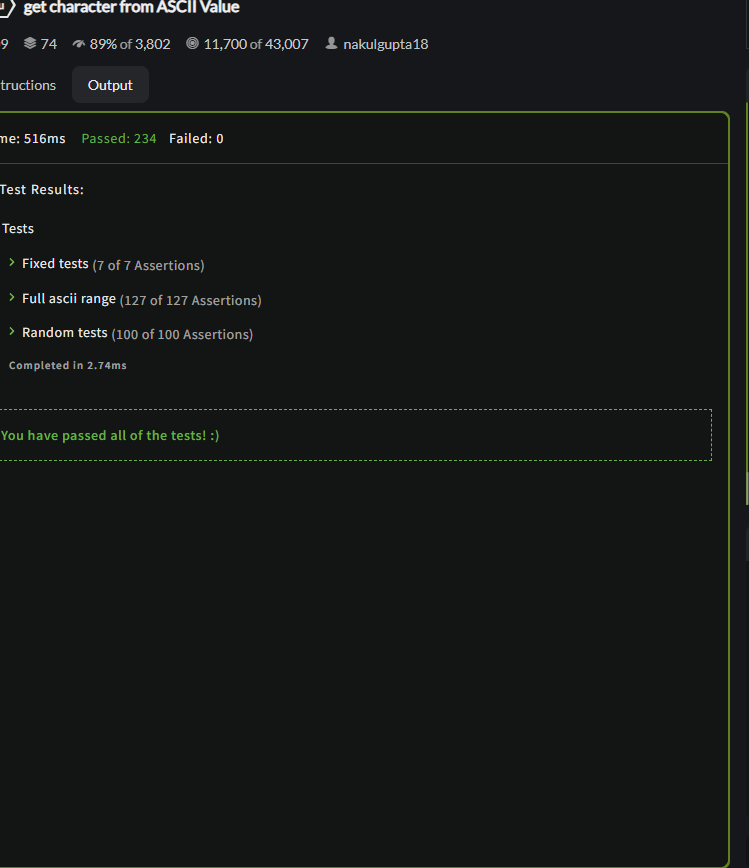 get character from ASCII Value
9 74 89% of 3,802 11,700 of 43,007 nakulgupta18
tructions Output
me: 516ms Passed: 234 Failed: 0
Test Results:
Tests
Fixed tests (7 of 7 Assertions)
Full ascii range (127 of 127 Assertions)
Random tests (100 of 100 Assertions)
Completed in 2.74ms
You have passed all of the tests! :)